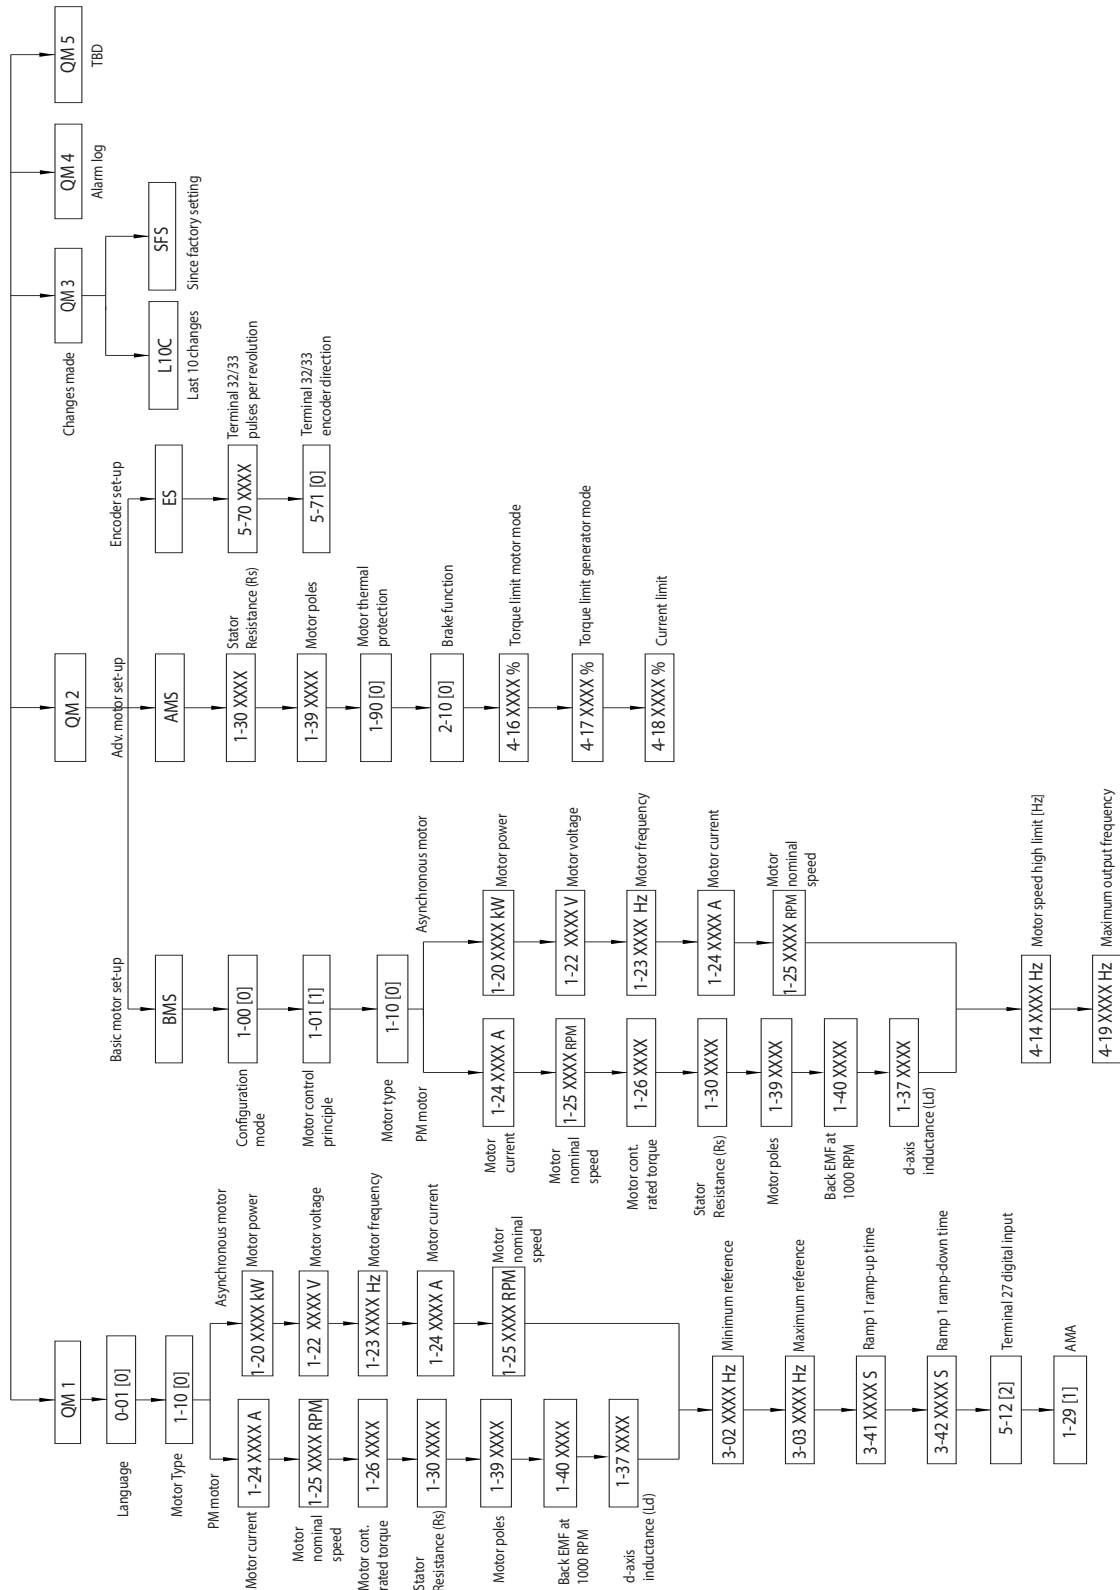 QM 1
Language
0-01 [0]
Motor Type
1-10 [0]
PM motor
Motor current
1-24 XXXX A
Motor
nominal
speed
1-25 XXXX RPM
Motor cont.
rated torque
1-26 XXXX
Stator
Resistance (Rs)
1-30 XXXX
Motor poles
1-39 XXXX
Back EMF at
1000 RPM
1-40 XXXX
d-axis
inductance (Ld)
1-37 XXXX
Asynchronous motor
1-20 XXXX kW
Motor power
1-22 XXXX V
Motor voltage
1-23 XXXX Hz
Motor frequency
1-24 XXXX A
Motor current
1-25 XXXX RPM
Motor
nominal
speed
3-02 XXXX Hz
Minimum reference
3-03 XXXX Hz
Maximum reference
3-41 XXXX S
Ramp 1 ramp-up time
3-42 XXXX S
Ramp 1 ramp-down time
5-12 [2]
Terminal 27 digital input
1-29 [1]
AMA
QM 2
Basic motor set-up
BMS
Configuration
mode
1-00 [0]
Motor control
principle
1-01 [1]
Motor type
1-10 [0]
PM motor
Motor
current
1-24 XXXX A
Motor
nominal
speed
1-25 XXXX RPM
Motor cont.
rated torque
1-26 XXXX
Stator
Resistance (Rs)
1-30 XXXX
Motor poles
1-39 XXXX
Back EMF at
1000 RPM
1-40 XXXX
d-axis
inductance (Ld)
1-37 XXXX
Asynchronous motor
1-20 XXXX kW
Motor power
1-22 XXXX V
Motor voltage
1-23 XXXX Hz
Motor frequency
1-24 XXXX A
Motor current
1-25 XXXX RPM
Motor
nominal
speed
4-14 XXXX Hz
Motor speed high limit [Hz]
4-19 XXXX Hz
Maximum output frequency
Adv. motor set-up
AMS
1-30 XXXX
Stator
Resistance (Rs)
1-39 XXXX
Motor poles
1-90 [0]
Motor thermal
protection
2-10 [0]
Brake function
4-16 XXXX %
Torque limit motor mode
4-17 XXXX %
Torque limit generator mode
4-18 XXXX %
Current limit
Encoder set-up
ES
5-70 XXXX
Terminal 32/33
pulses per revolution
5-71 [0]
Terminal 32/33
encoder direction
QM 3
Changes made
L10C
Last 10 changes
SFS
Since factory setting
QM 4
Alarm log
QM 5
TBD